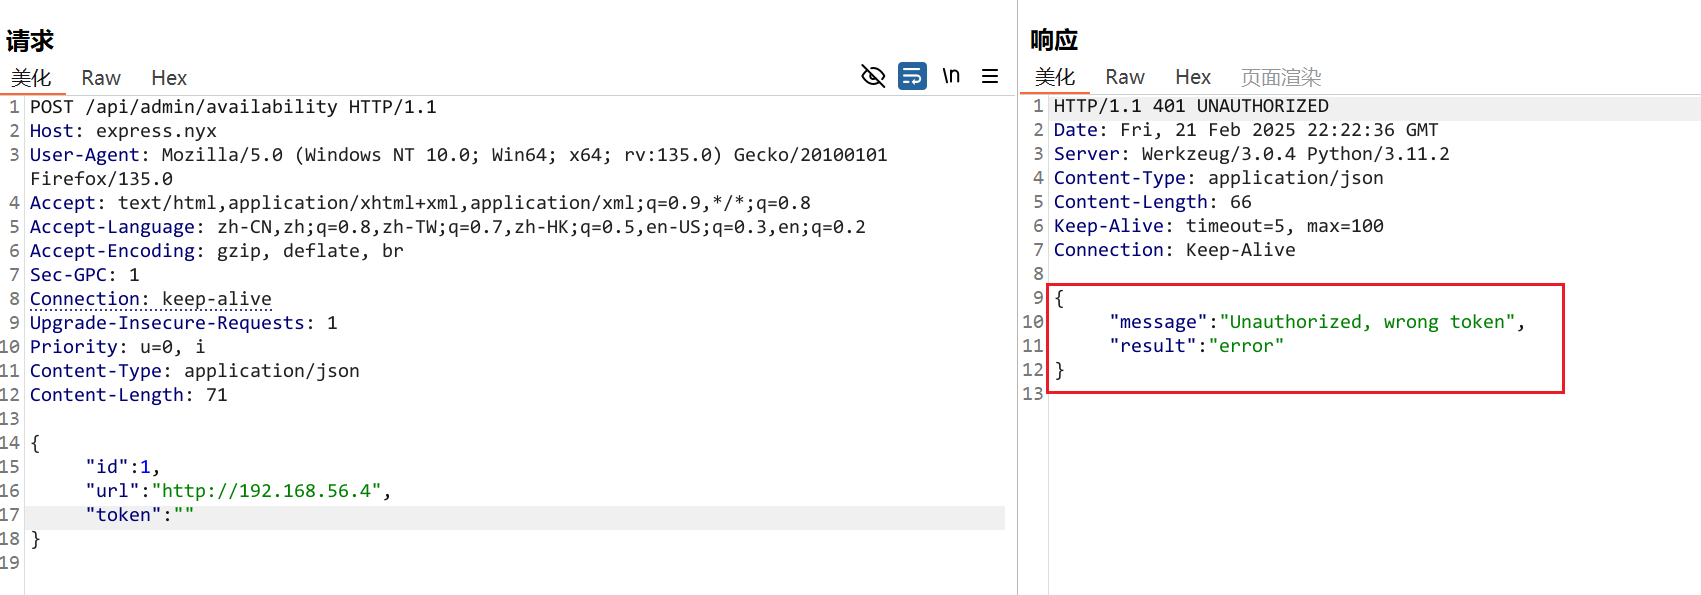 请求
美化 Raw Hex \n
1 POST /api/admin/availability HTTP/1.1
2 Host: express.nyx
3 User-Agent: Mozilla/5.0 (Windows NT 10.0; Win64; x64; rv:135.0) Gecko/20100101
Firefox/135.0
4 Accept: text/html,application/xhtml+xml,application/xml;q=0.9,*/*;q=0.8
5 Accept-Language: zh-CN,zh;q=0.8,zh-TW;q=0.7,zh-HK;q=0.5,en-US;q=0.3,en;q=0.2
6 Accept-Encoding: gzip, deflate, br
7 Sec-GPC: 1
8 Connection: keep-alive
9 Upgrade-Insecure-Requests: 1
10 Priority: u=0, i
11 Content-Type: application/json
12 Content-Length: 71
13
14 {
15 "id":1,
16 "url":"http://192.168.56.4",
17 "token":""
18 }
19
响应
美化 Raw Hex 页面渲染
1 HTTP/1.1 401 UNAUTHORIZED
2 Date: Fri, 21 Feb 2025 22:22:36 GMT
3 Server: Werkzeug/3.0.4 Python/3.11.2
4 Content-Type: application/json
5 Content-Length: 66
6 Keep-Alive: timeout=5, max=100
7 Connection: Keep-Alive
8
9 {
10 "message":"Unauthorized, wrong token",
11 "result":"error"
12 }
13